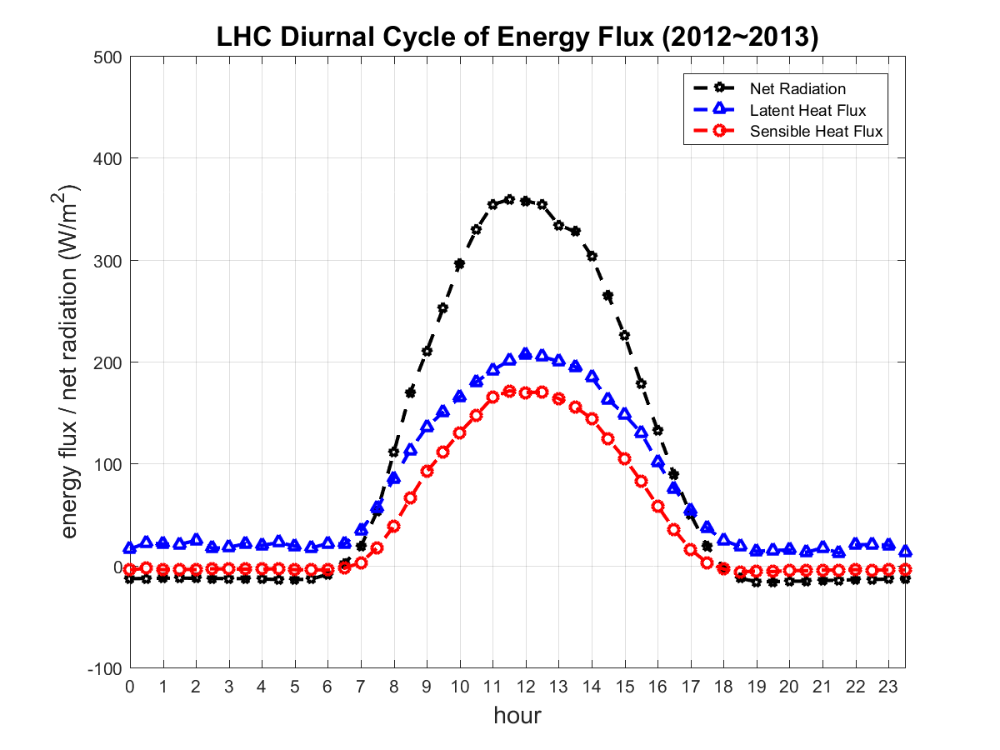 LHC Diurnal Cycle of Energy Flux (2012~2013)
500
400
300
200
100
0
-100
energy flux / net radiation (W/m²)
Net Radiation
Latent Heat Flux
Sensible Heat Flux
0 1 2 3 4 5 6 7 8 9 10 11 12 13 14 15 16 17 18 19 20 21 22 23
hour